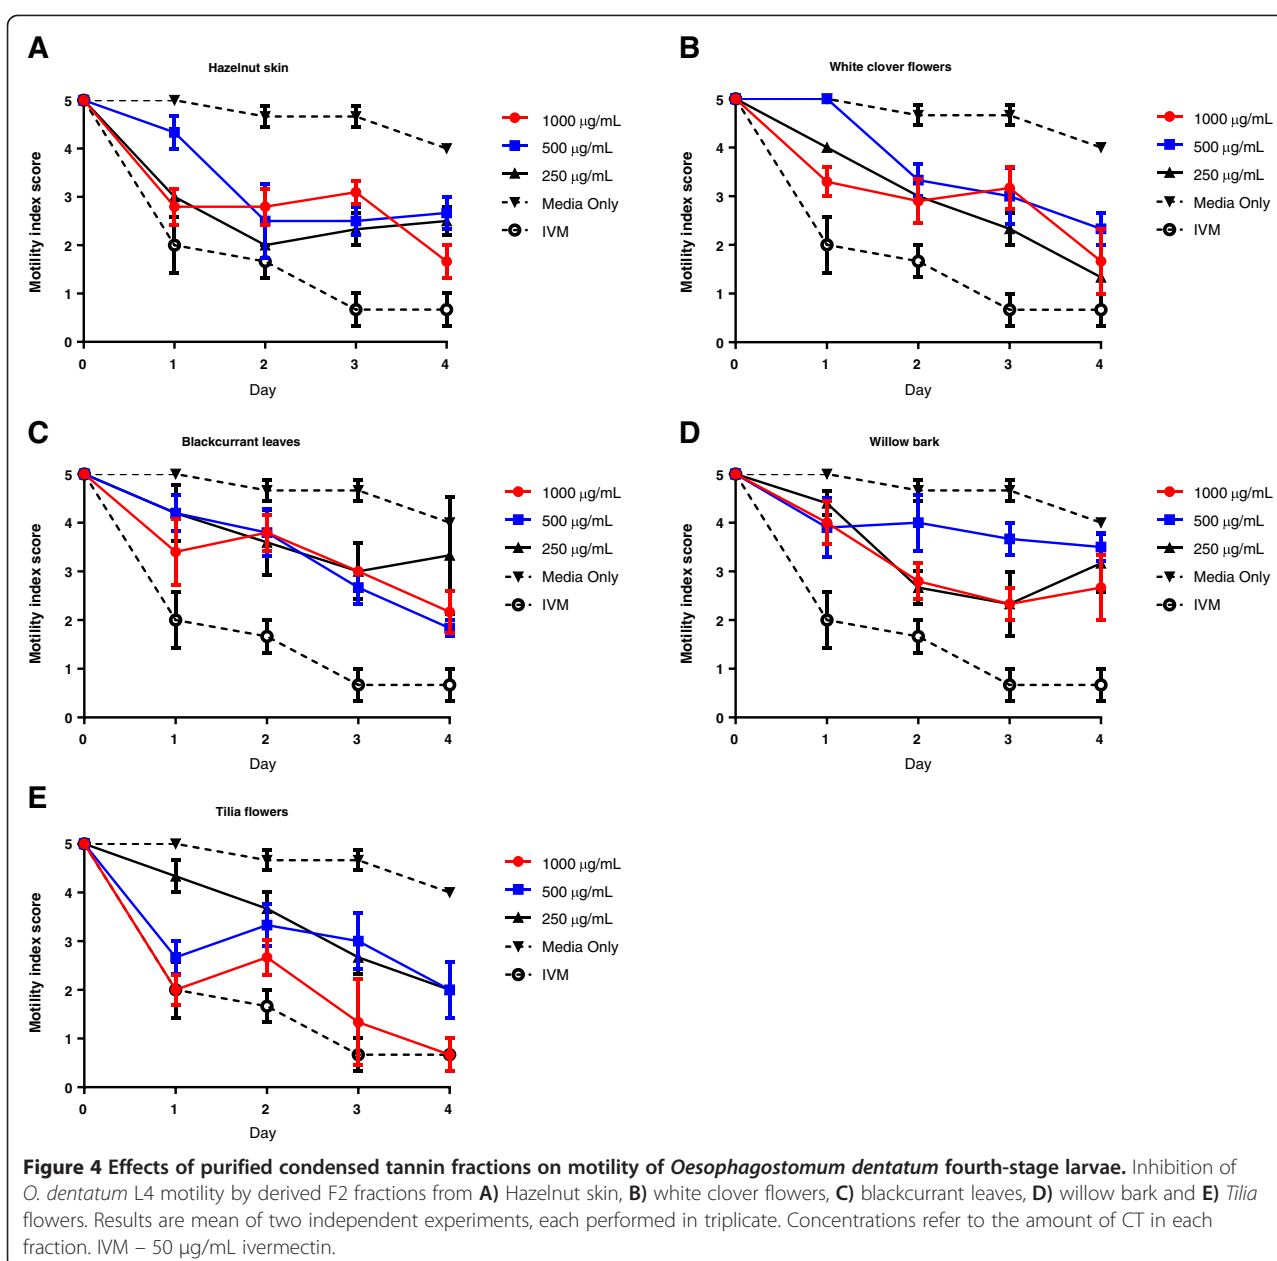 A
Hazelnut skin
Motility index score
5
4
3
2
1
0
0 1 2 3 4
Day
1000 μg/mL
500 μg/mL
250 μg/mL
Media Only
IVM
B
White clover flowers
Motility index score
5
4
3
2
1
0
0 1 2 3 4
Day
1000 μg/mL
500 μg/mL
250 μg/mL
Media Only
IVM
C
Blackcurrant leaves
Motility index score
5
4
3
2
1
0
0 1 2 3 4
Day
1000 μg/mL
500 μg/mL
250 μg/mL
Media Only
IVM
D
Willow bark
Motility index score
5
4
3
2
1
0
0 1 2 3 4
Day
1000 μg/mL
500 μg/mL
250 μg/mL
Media Only
IVM
E
Tilia flowers
Motility index score
5
4
3
2
1
0
0 1 2 3 4
Day
1000 μg/mL
500 μg/mL
250 μg/mL
Media Only
IVM
Figure 4 Effects of purified condensed tannin fractions on motility of Oesophagostomum dentatum fourth-stage larvae. Inhibition of
O. dentatum L4 motility by derived F2 fractions from A) Hazelnut skin, B) white clover flowers, C) blackcurrant leaves, D) willow bark and E) Tilia
flowers. Results are mean of two independent experiments, each performed in triplicate. Concentrations refer to the amount of CT in each
fraction. IVM – 50 μg/mL ivermectin.